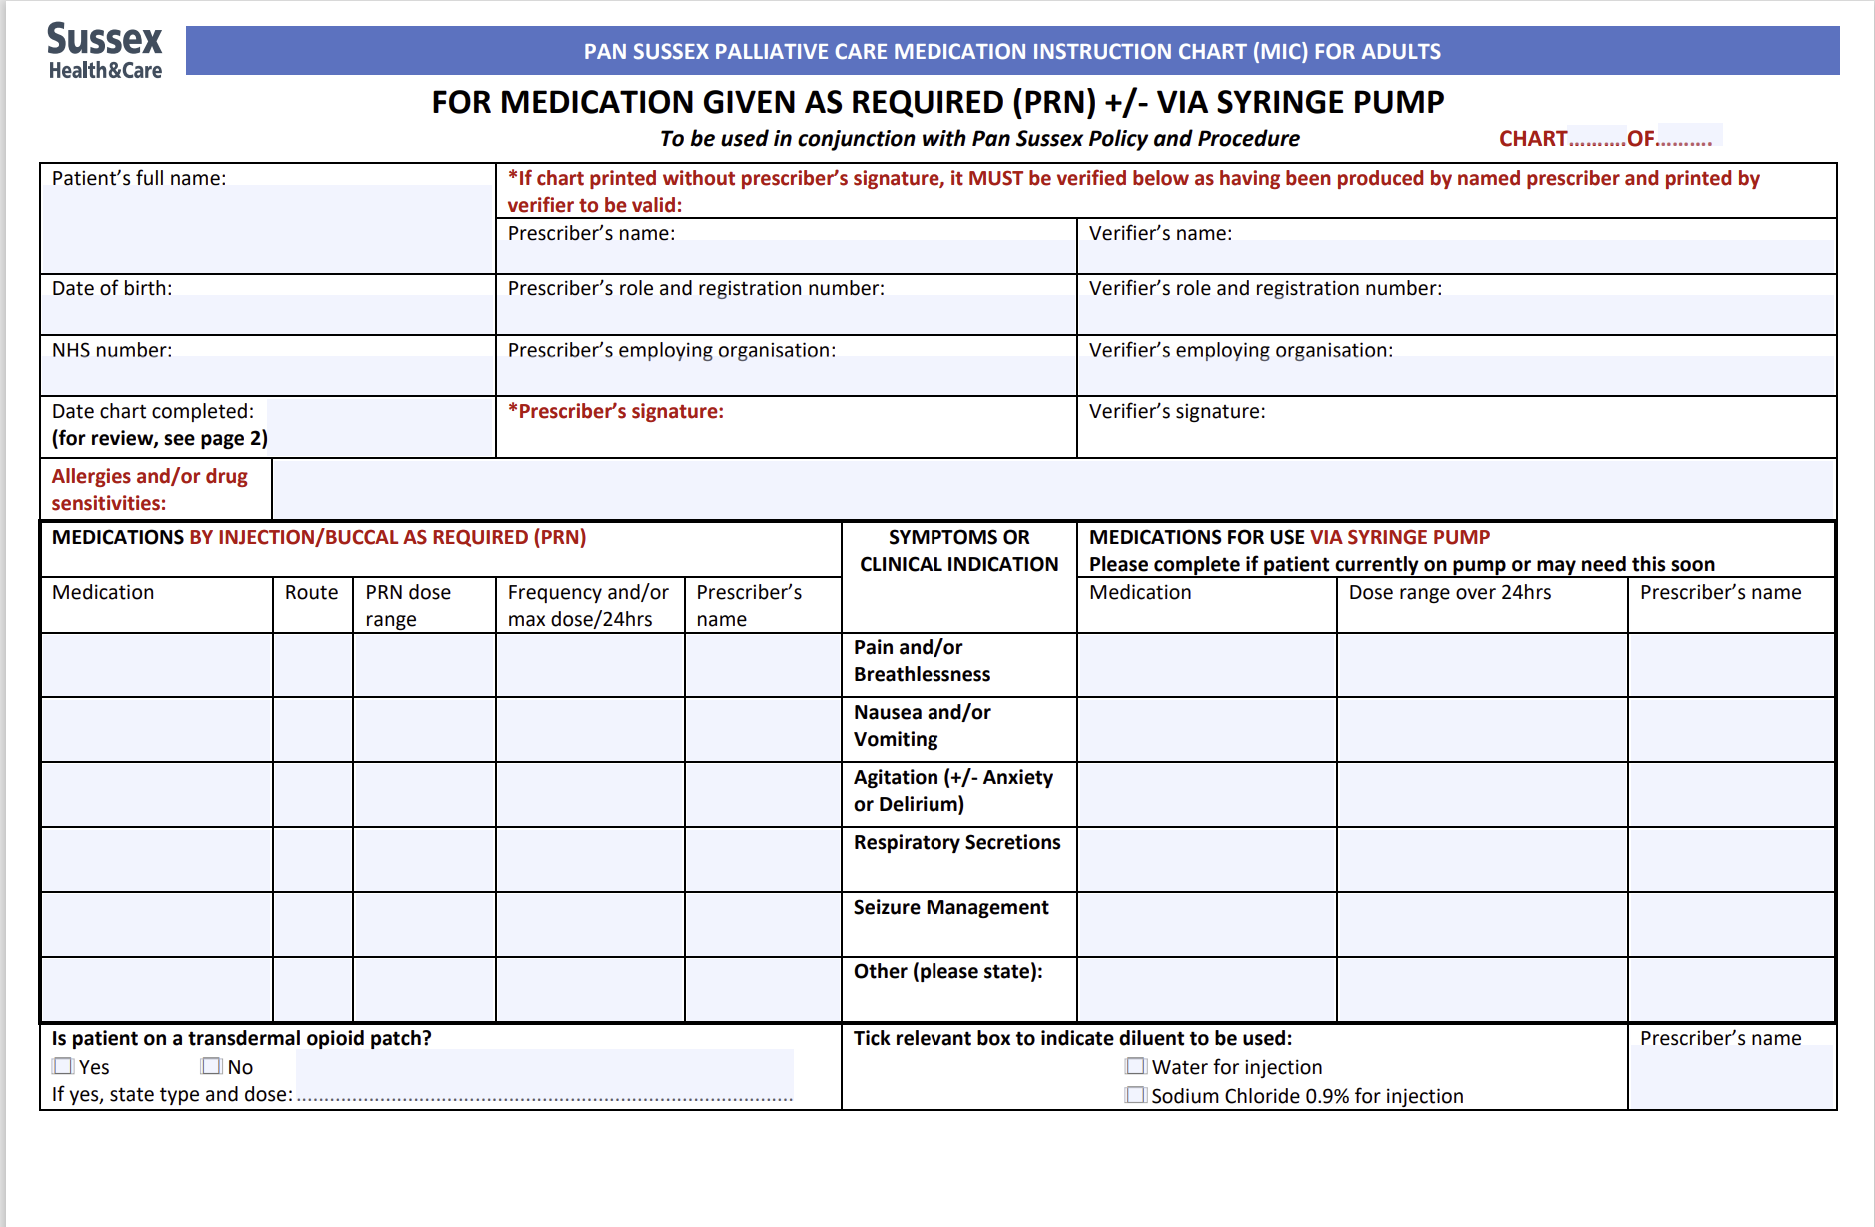 Sussex
Health&Care
PAN SUSSEX PALLIATIVE CARE MEDICATION INSTRUCTION CHART (MIC) FOR ADULTS
FOR MEDICATION GIVEN AS REQUIRED (PRN) +/- VIA SYRINGE PUMP
To be used in conjunction with Pan Sussex Policy and Procedure
CHART..........OF..........
Patient’s full name:
*If chart printed without prescriber’s signature, it MUST be verified below as having been produced by named prescriber and printed by
verifier to be valid:
Prescriber’s name:
Verifier’s name:
Date of birth:
Prescriber’s role and registration number:
Verifier’s role and registration number:
NHS number:
Prescriber’s employing organisation:
Verifier’s employing organisation:
Date chart completed:
(for review, see page 2)
*Prescriber’s signature:
Verifier’s signature:
Allergies and/or drug
sensitivities:
MEDICATIONS BY INJECTION/BUCCAL AS REQUIRED (PRN)
SYMPTOMS OR
CLINICAL INDICATION
MEDICATIONS FOR USE VIA SYRINGE PUMP
Please complete if patient currently on pump or may need this soon
Medication
Route
PRN dose
range
Frequency and/or
max dose/24hrs
Prescriber’s
name
Medication
Dose range over 24hrs
Prescriber’s name
Pain and/or
Breathlessness
Nausea and/or
Vomiting
Agitation (+/- Anxiety
or Delirium)
Respiratory Secretions
Seizure Management
Other (please state):
Is patient on a transdermal opioid patch?
Yes
No
If yes, state type and dose:....................................................................................
Tick relevant box to indicate diluent to be used:
Water for injection
Sodium Chloride 0.9% for injection
Prescriber’s name